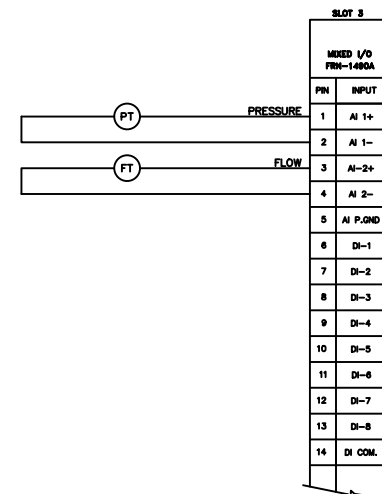 SLOT 3
MIXED I/O
FRN-1480A
PIN INPUT
PT PRESSURE 1 AI 1+
2 AI 1-
FT FLOW 3 AI-2+
4 AI 2-
5 AI P.GND
6 DI-1
7 DI-2
8 DI-3
9 DI-4
10 DI-5
11 DI-6
12 DI-7
13 DI-8
14 DI COM.